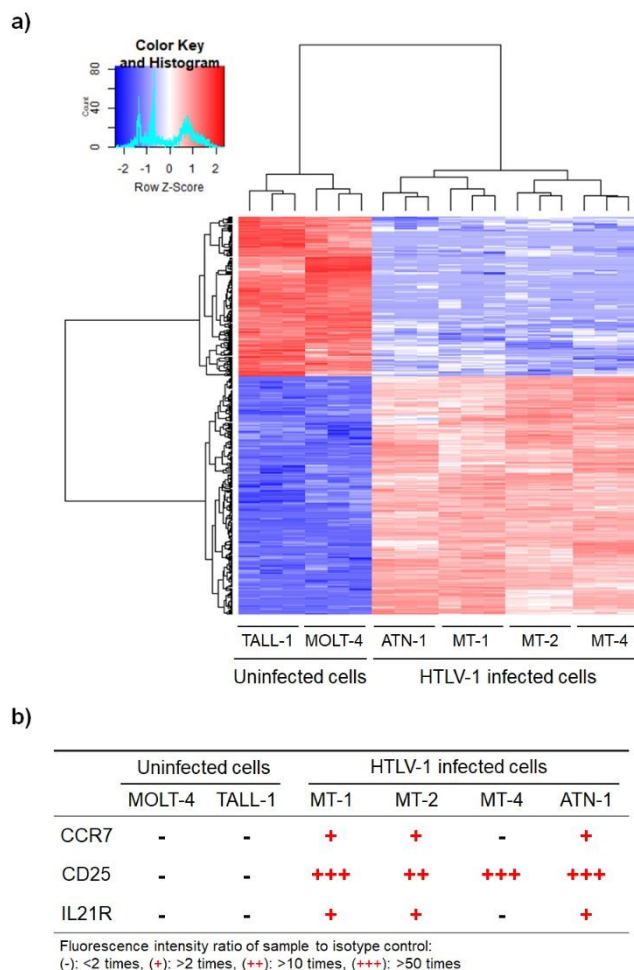 a)
Color Key
and Histogram
Count
0 40 80
-2 -1 0 1 2
Row Z-Score
TALL-1 MOLT-4 ATN-1 MT-1 MT-2 MT-4
Uninfected cells HTLV-1 infected cells
b)
Uninfected cells HTLV-1 infected cells
MOLT-4 TALL-1 MT-1 MT-2 MT-4 ATN-1
CCR7 - - + + - +
CD25 - - +++ ++ +++ +++
IL21R - - + + - +
Fluorescence intensity ratio of sample to isotype control:
(-): <2 times, (+): >2 times, (++): >10 times, (+++): >50 times